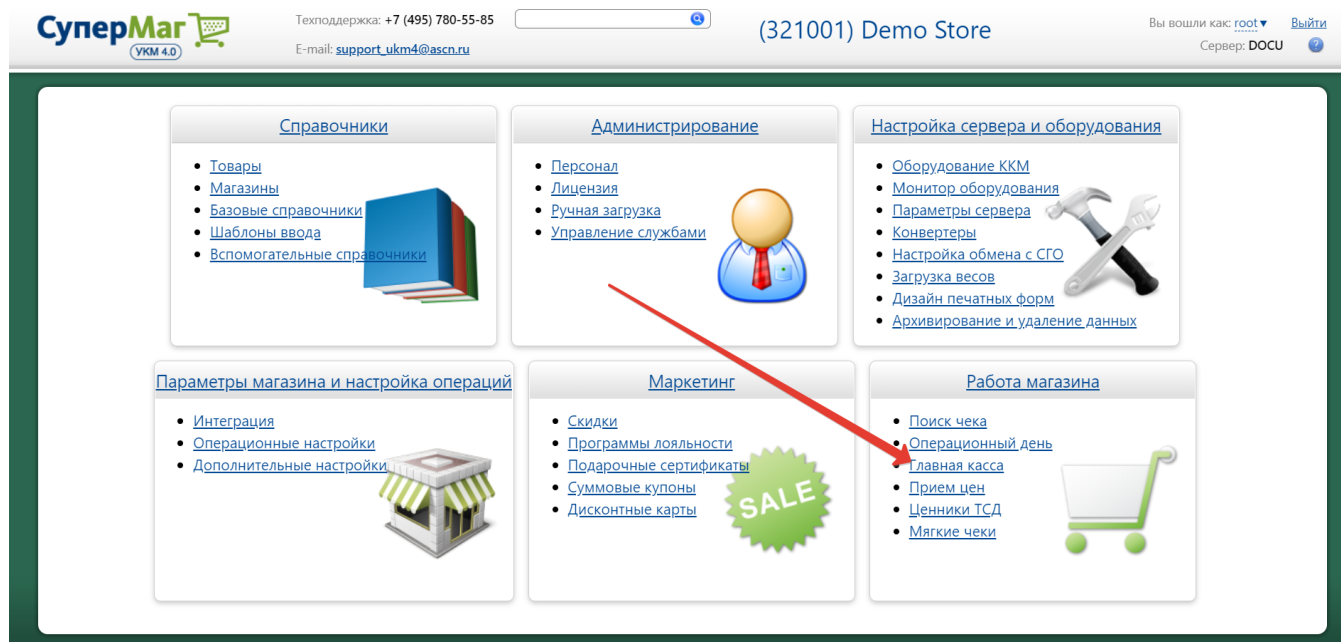 СуперМаг
УКМ 4.0
Техподдержка: +7 (495) 780-55-85
E-mail: support_ukm4@ascn.ru
(321001) Demo Store
Вы вошли как: root▼ Выйти
Сервер: DOCU ?
Справочники
Товары
Магазины
Базовые справочники
Шаблоны ввода
Вспомогательные справочники
Администрирование
Персонал
Лицензия
Ручная загрузка
Управление службами
Настройка сервера и оборудования
Оборудование ККМ
Монитор оборудования
Параметры сервера
Конвертеры
Настройка обмена с СГО
Загрузка весов
Дизайн печатных форм
Архивирование и удаление данных
Параметры магазина и настройка операций
Интеграция
Операционные настройки
Дополнительные настройки
Маркетинг
Скидки
Программы лояльности
Подарочные сертификаты
Суммовые купоны
Дисконтные карты
SALE
Работа магазина
Поиск чека
Операционный день
Главная касса
Прием цен
Ценники ТСД
Мягкие чеки